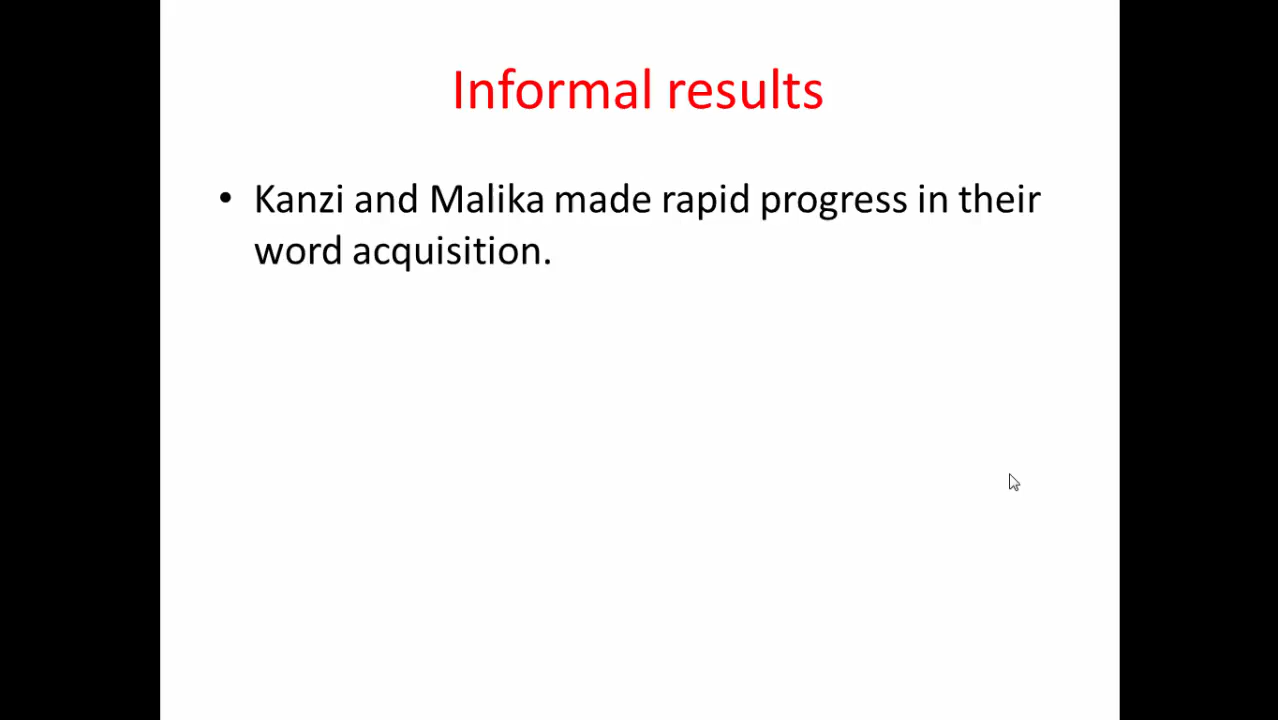 Informal results
• Kanzi and Malika made rapid progress in their
word acquisition.